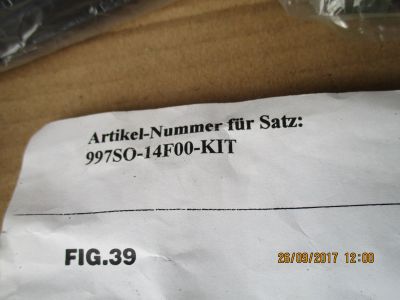 Artikel-Nummer für Satz:
997SO-14F00-KIT
FIG.39
26/09/2017 12:00